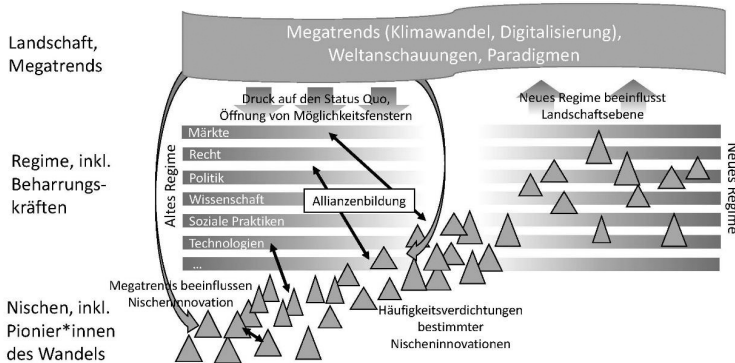 Landschaft,
Megatrends
Megatrends (Klimawandel, Digitalisierung),
Weltanschauungen, Paradigmen
Druck auf den Status Quo,
Öffnung von Möglichkeitsfenstern
Neues Regime beeinflusst
Landschaftsebene
Regime, inkl.
Beharrungs-
kräften
Altes Regime
Märkte
Recht
Politik
Wissenschaft
Soziale Praktiken
Technologien
...
Allianzenbildung
Neues Regime
Nischen, inkl.
Pionier*innen
des Wandels
Megatrends beeinflussen
Nischeninnovation
Häufigkeitsverdichtungen
bestimmter
Nischeninnovationen